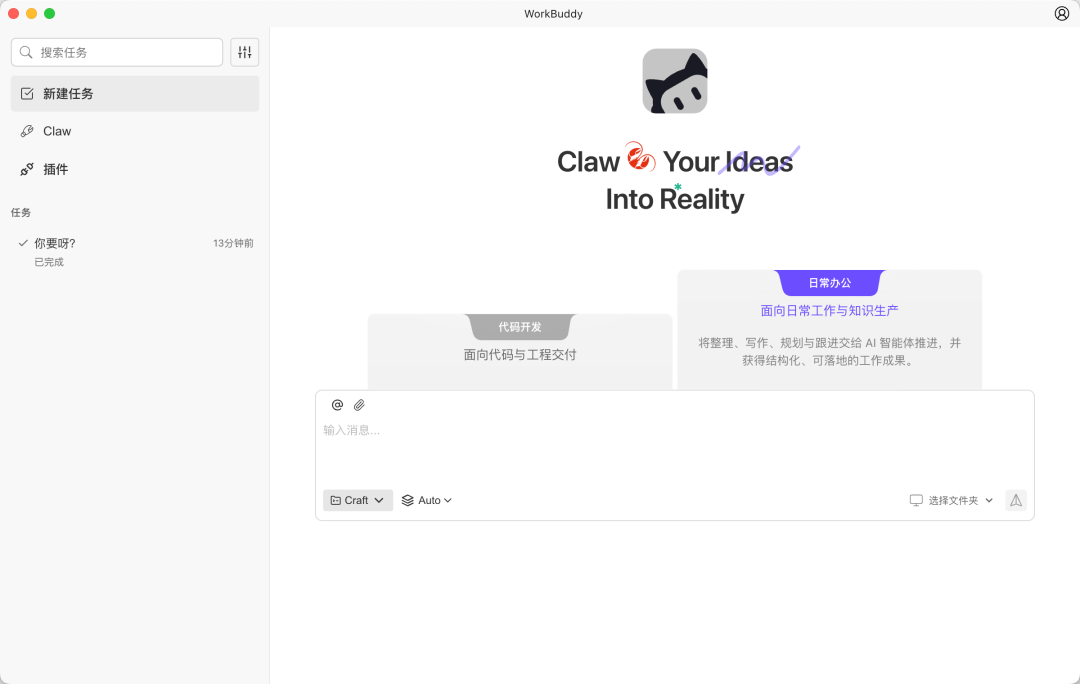 WorkBuddy
搜索任务
新建任务
Claw
插件
任务
你要呀?
13分钟前
已完成
Claw Your Ideas
Into Reality
代码开发
面向代码与工程交付
日常办公
面向日常工作与知识生产
将整理、写作、规划与跟进交给 AI 智能体推进，并
获得结构化、可落地的工作成果。
@
输入消息...
Craft
Auto
选择文件夹